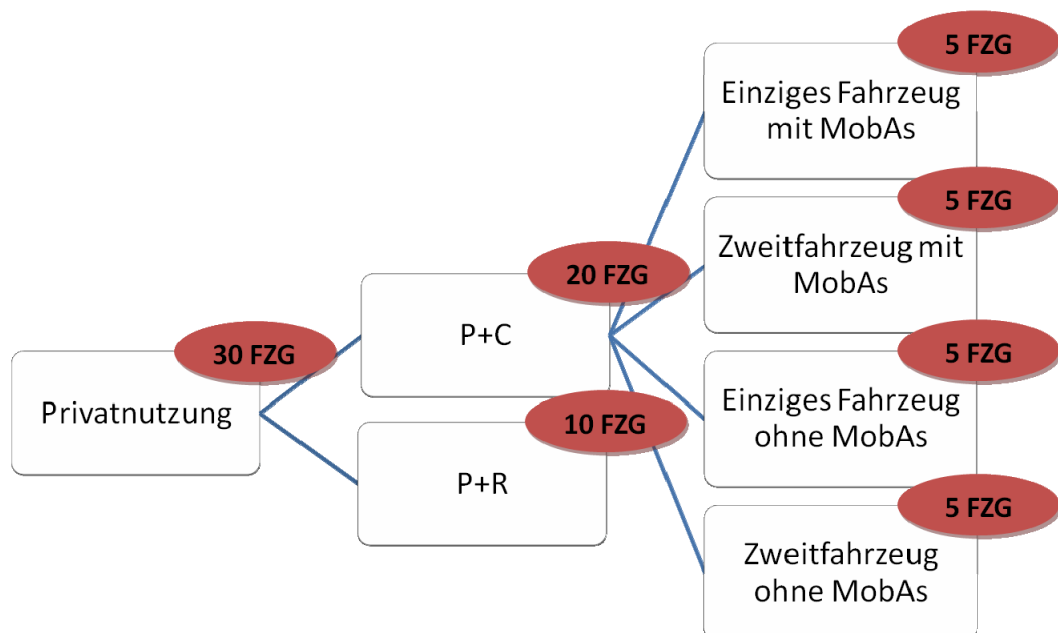 30 FZG
Privatnutzung
20 FZG
P+C
10 FZG
P+R
5 FZG
Einziges Fahrzeug
mit MobAs
5 FZG
Zweitfahrzeug mit
MobAs
5 FZG
Einziges Fahrzeug
ohne MobAs
5 FZG
Zweitfahrzeug
ohne MobAs